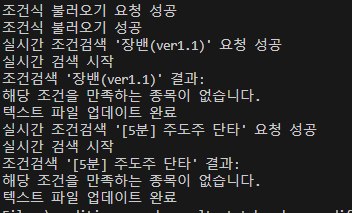 조건식 불러오기 요청 성공
조건식 불러오기 성공
실시간 조건검색 '장밴(ver1.1)' 요청 성공
실시간 검색 시작
조건검색 '장밴(ver1.1)' 결과:
해당 조건을 만족하는 종목이 없습니다.
텍스트 파일 업데이트 완료
실시간 조건검색 '[5분] 주도주 단타' 요청 성공
실시간 검색 시작
조건검색 '[5분] 주도주 단타' 결과:
해당 조건을 만족하는 종목이 없습니다.
텍스트 파일 업데이트 완료